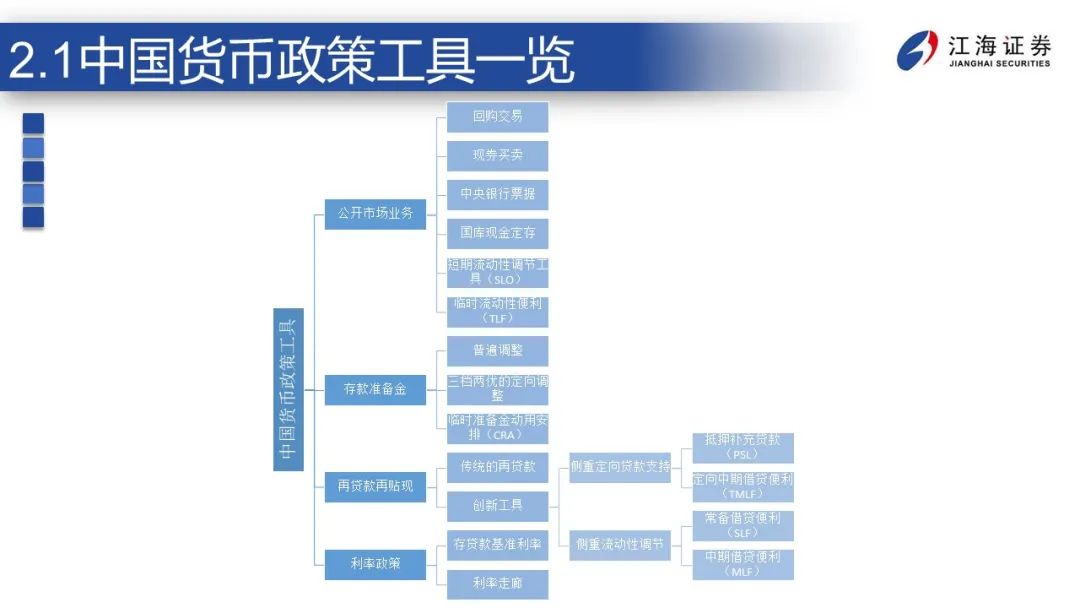 2.1中国货币政策工具一览
江海证券
JIANGHAI SECURITIES
中国货币政策工具
公开市场业务
回购交易
现券买卖
中央银行票据
国库现金定存
短期流动性调节工
具（SLO）
临时流动性便利
（TLF）
存款准备金
普遍调整
三档两优的定向调
整
临时准备金动用安
排（CRA）
再贷款再贴现
传统的再贷款
创新工具
侧重定向贷款支持
抵押补充贷款
（PSL）
定向中期借贷便利
（TMLF）
侧重流动性调节
常备借贷便利
（SLF）
中期借贷便利
（MLF）
利率政策
存贷款基准利率
利率走廊